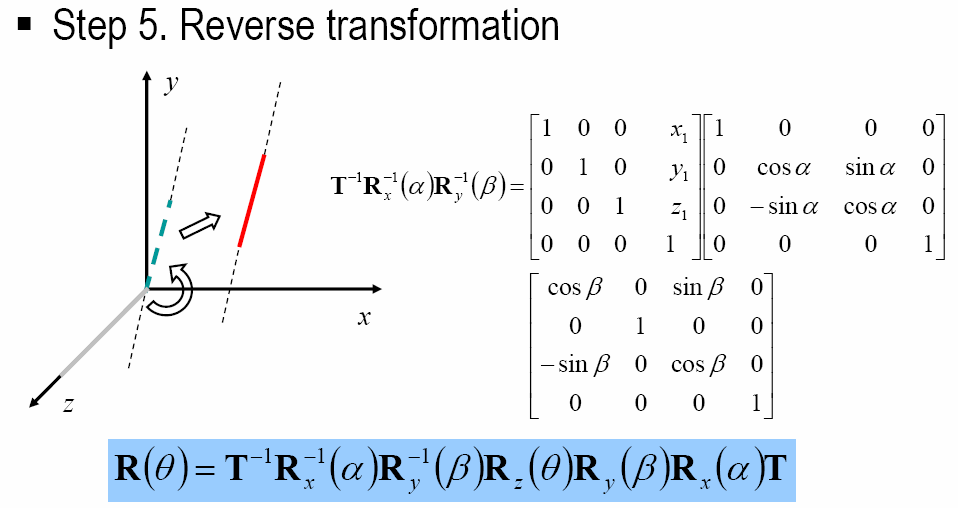 ▪ Step 5. Reverse transformation
y
x
z
T⁻¹Rₓ⁻¹(α)R_y⁻¹(β) =
[1 0 0 x₁] [1 0 0 0]
[0 1 0 y₁] [0 cos α sin α 0]
[0 0 1 z₁] [0 − sin α cos α 0]
[0 0 0 1] [0 0 0 1]
[cos β 0 sin β 0]
[0 1 0 0]
[− sin β 0 cos β 0]
[0 0 0 1]
R(θ) = T⁻¹Rₓ⁻¹(α)R_y⁻¹(β)R_z(θ)R_y(β)Rₓ(α)T